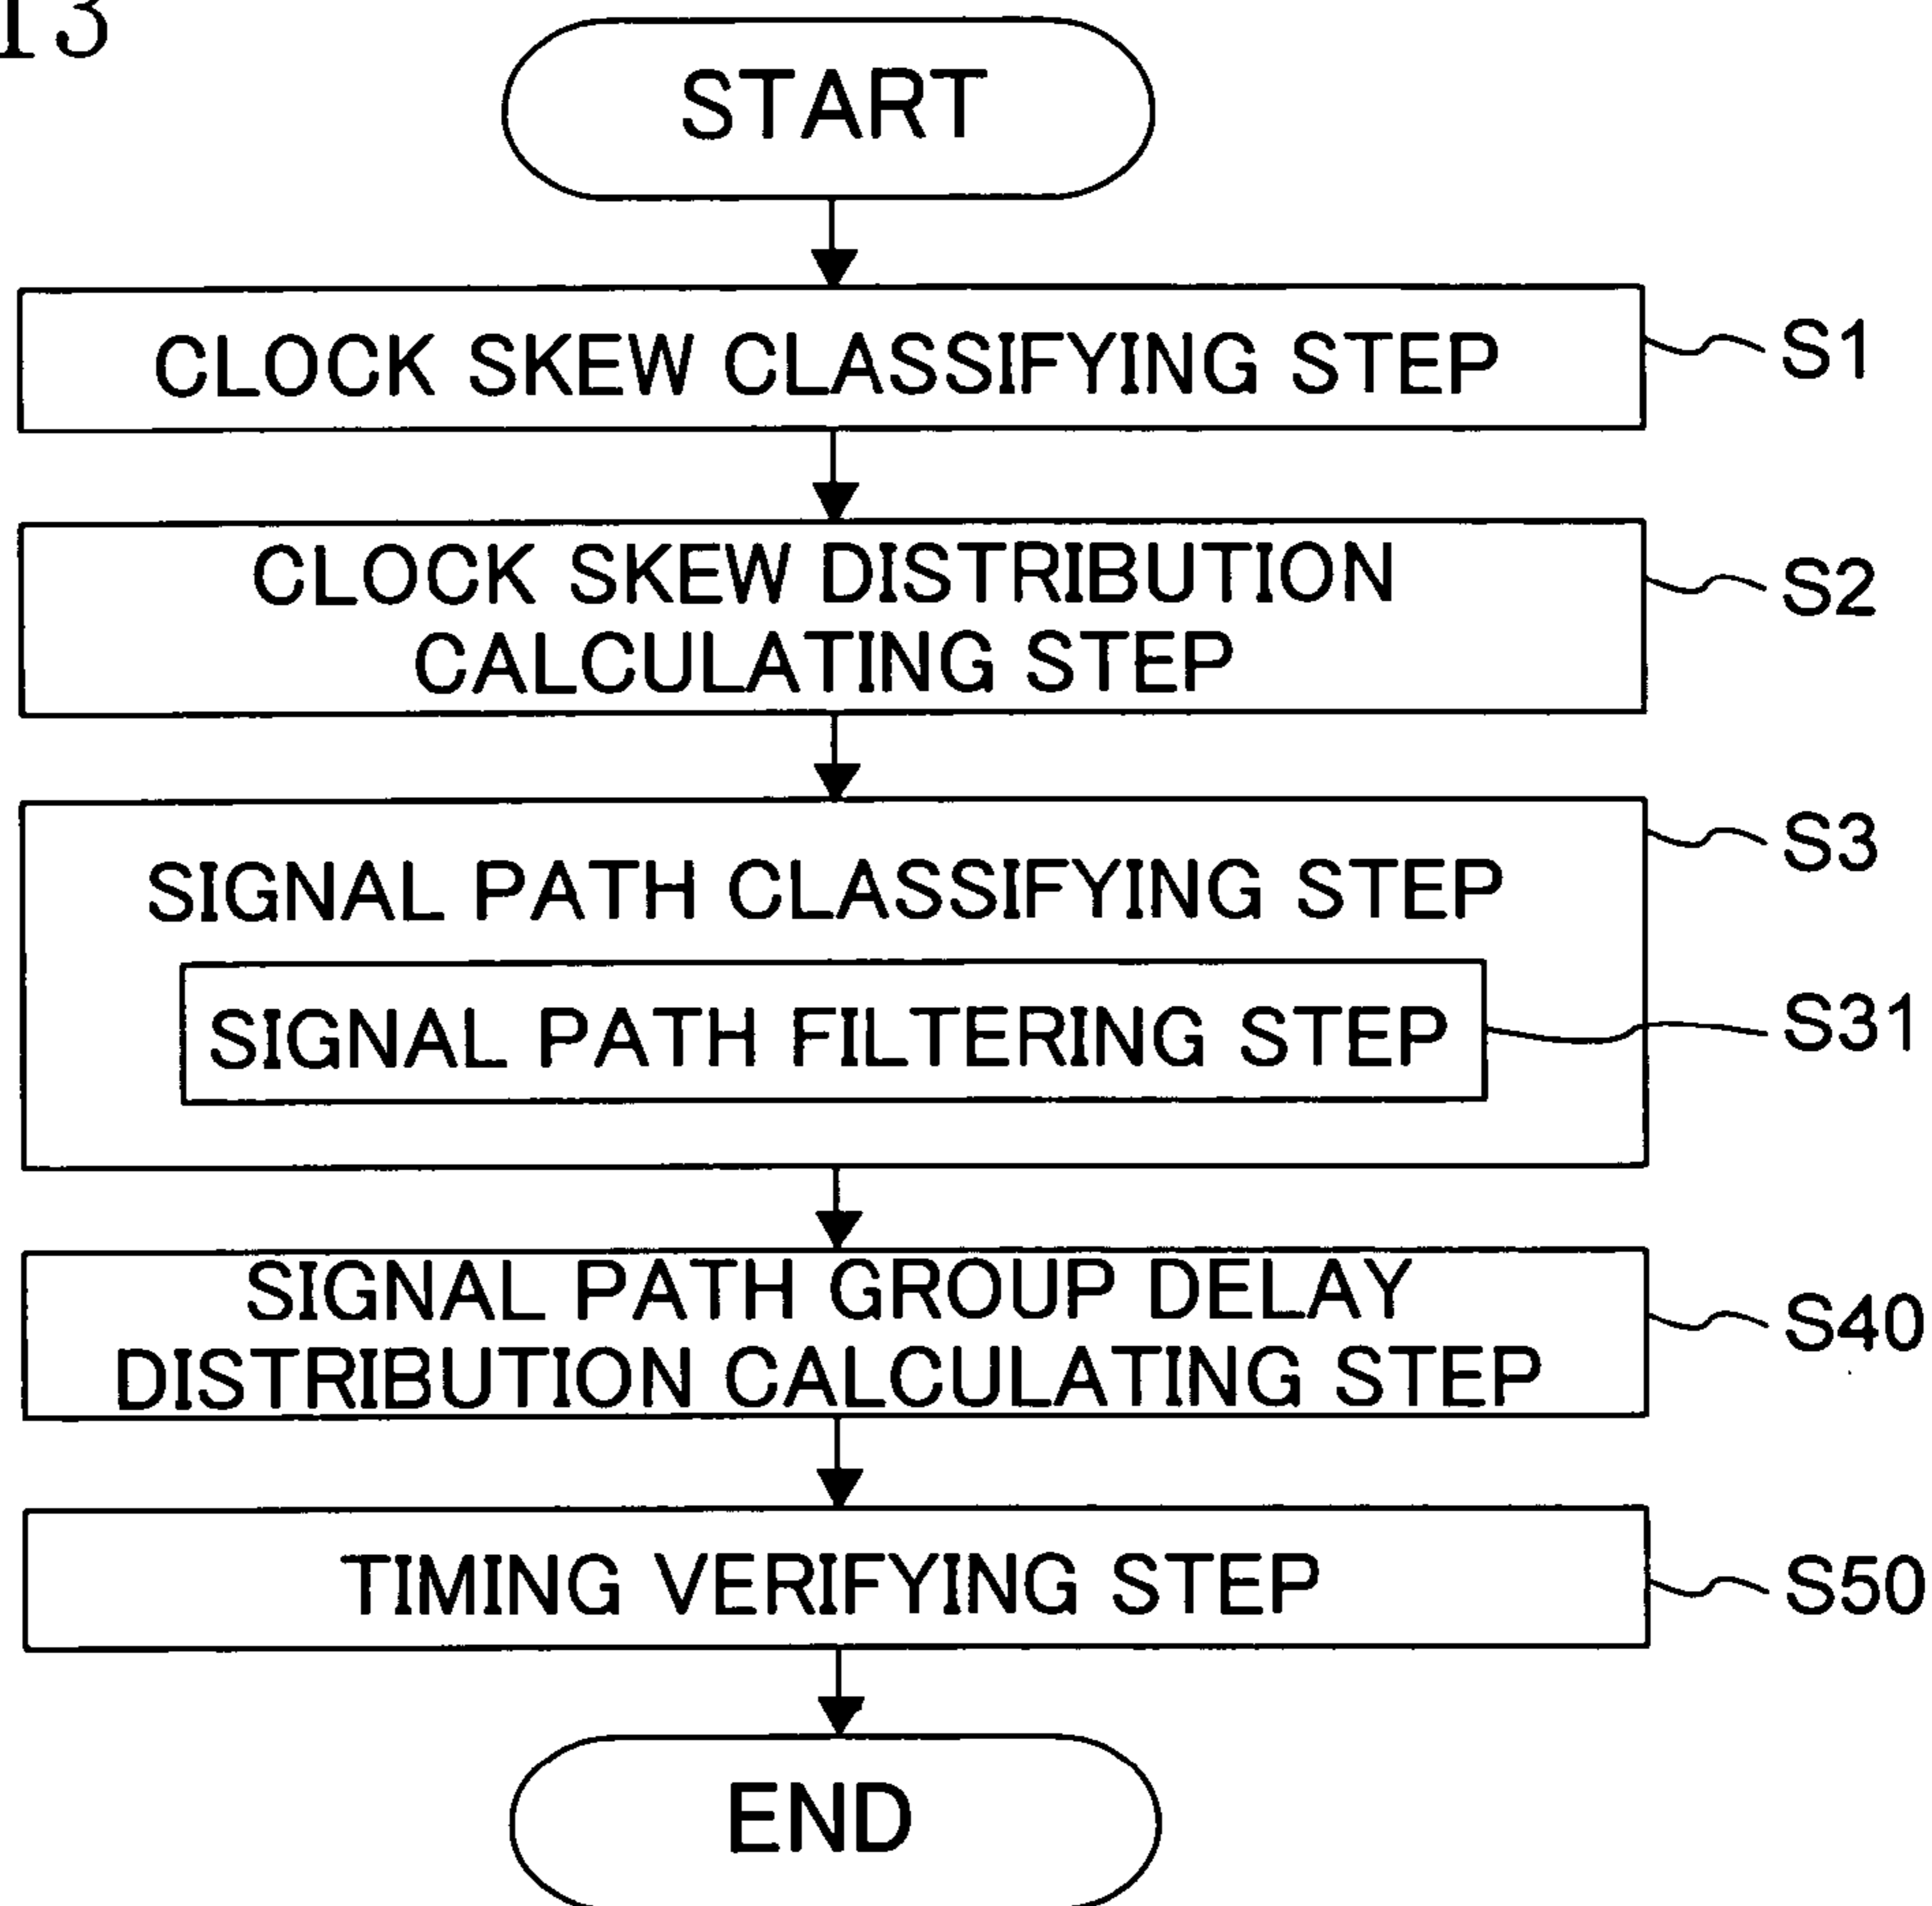 13
START
CLOCK SKEW CLASSIFYING STEP
S1
CLOCK SKEW DISTRIBUTION
CALCULATING STEP
S2
SIGNAL PATH CLASSIFYING STEP
S3
SIGNAL PATH FILTERING STEP
S31
SIGNAL PATH GROUP DELAY
DISTRIBUTION CALCULATING STEP
S40
TIMING VERIFYING STEP
S50
END